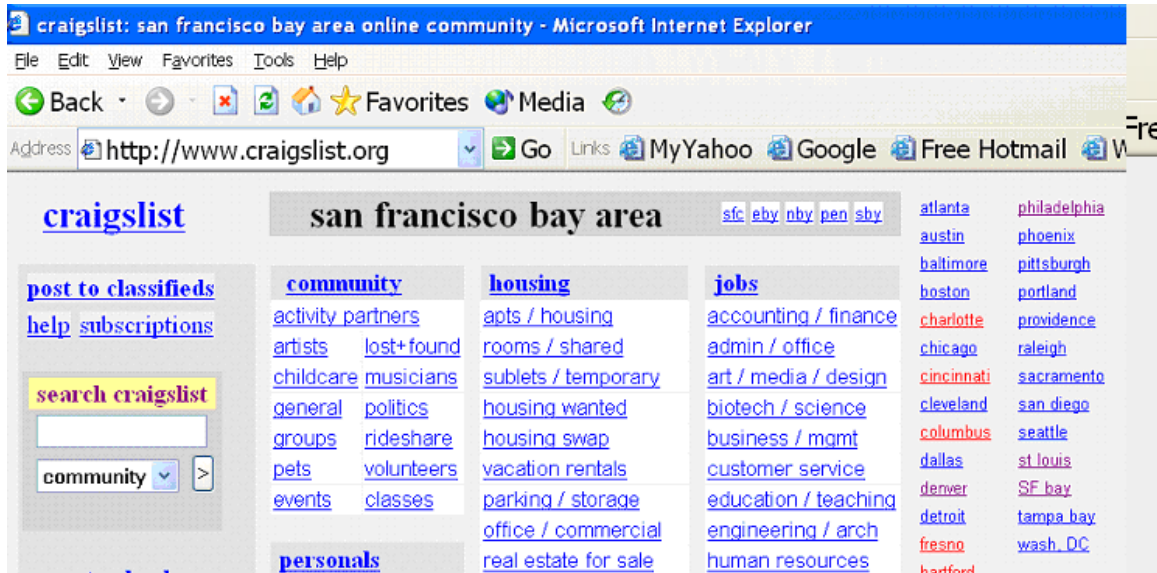 craigslist: san francisco bay area online community - Microsoft Internet Explorer
File Edit View Favorites Tools Help
Back Favorites Media
Address http://www.craigslist.org Go Links MyYahoo Google Free Hotmail
craigslist
post to classifieds
help subscriptions
search craigslist
community >
san francisco bay area sfc eby nby pen sby
community
activity partners
artists lost+found
childcare musicians
general politics
groups rideshare
pets volunteers
events classes
personals
housing
apts / housing
rooms / shared
sublets / temporary
housing wanted
housing swap
vacation rentals
parking / storage
office / commercial
real estate for sale
jobs
accounting / finance
admin / office
art / media / design
biotech / science
business / mgmt
customer service
education / teaching
engineering / arch
human resources
atlanta philadelphia
austin phoenix
baltimore pittsburgh
boston portland
charlotte providence
chicago raleigh
cincinnati sacramento
cleveland san diego
columbus seattle
dallas st louis
denver SF bay
detroit tampa bay
fresno wash, DC
hartford